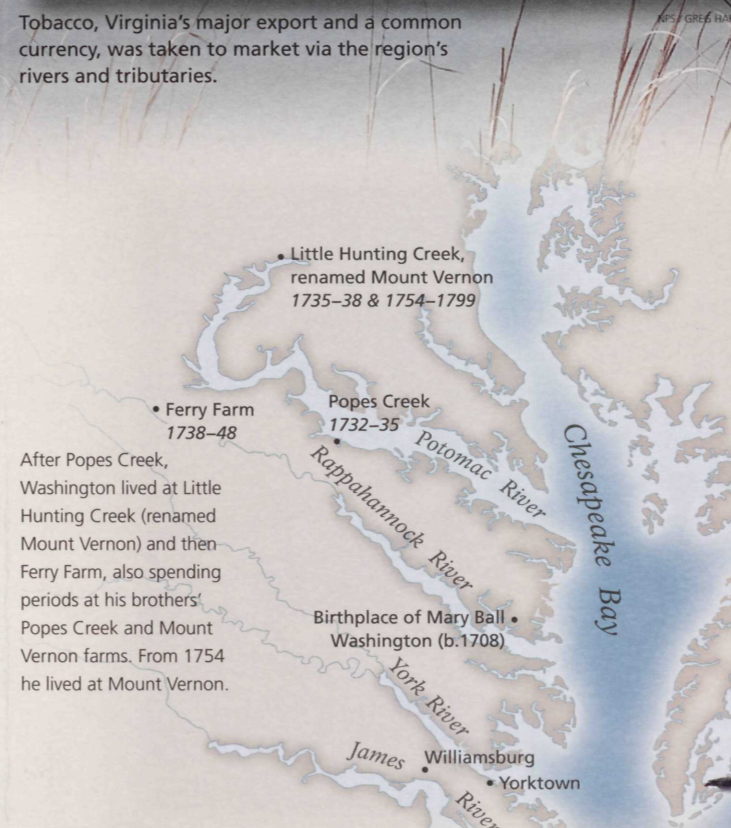 Tobacco, Virginia's major export and a common
currency, was taken to market via the region's
rivers and tributaries.
NPS / GREG
Little Hunting Creek,
renamed Mount Vernon
1735–38 & 1754–1799
Ferry Farm
1738–48
Popes Creek
1732–35
After Popes Creek,
Washington lived at Little
Hunting Creek (renamed
Mount Vernon) and then
Ferry Farm, also spending
periods at his brothers'
Popes Creek and Mount
Vernon farms. From 1754
he lived at Mount Vernon.
Potomac River
Rappahannock River
Chesapeake Bay
Birthplace of Mary Ball
Washington (b.1708)
York River
James River
Williamsburg
Yorktown